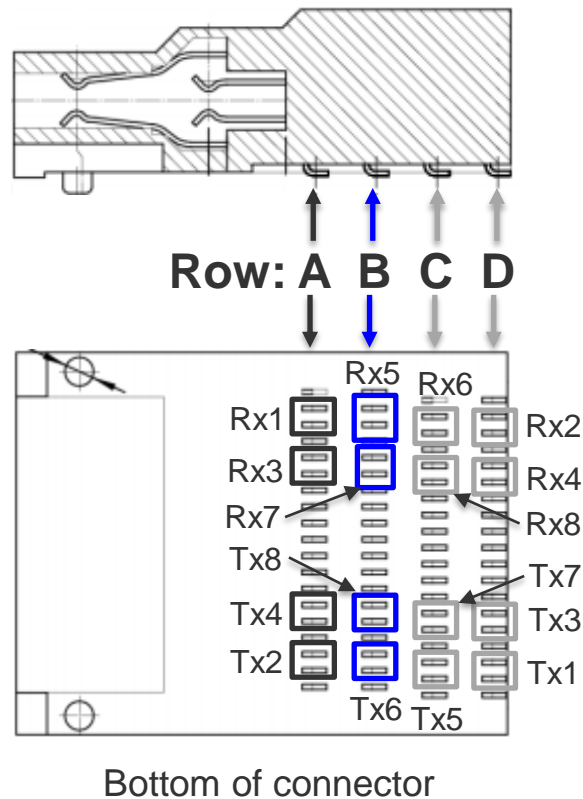 Row: A B C D
Rx5 Rx6
Rx1 Rx2
Rx3 Rx4
Rx7 Rx8
Tx8 Tx7
Tx4 Tx3
Tx2 Tx1
Tx6 Tx5
Bottom of connector